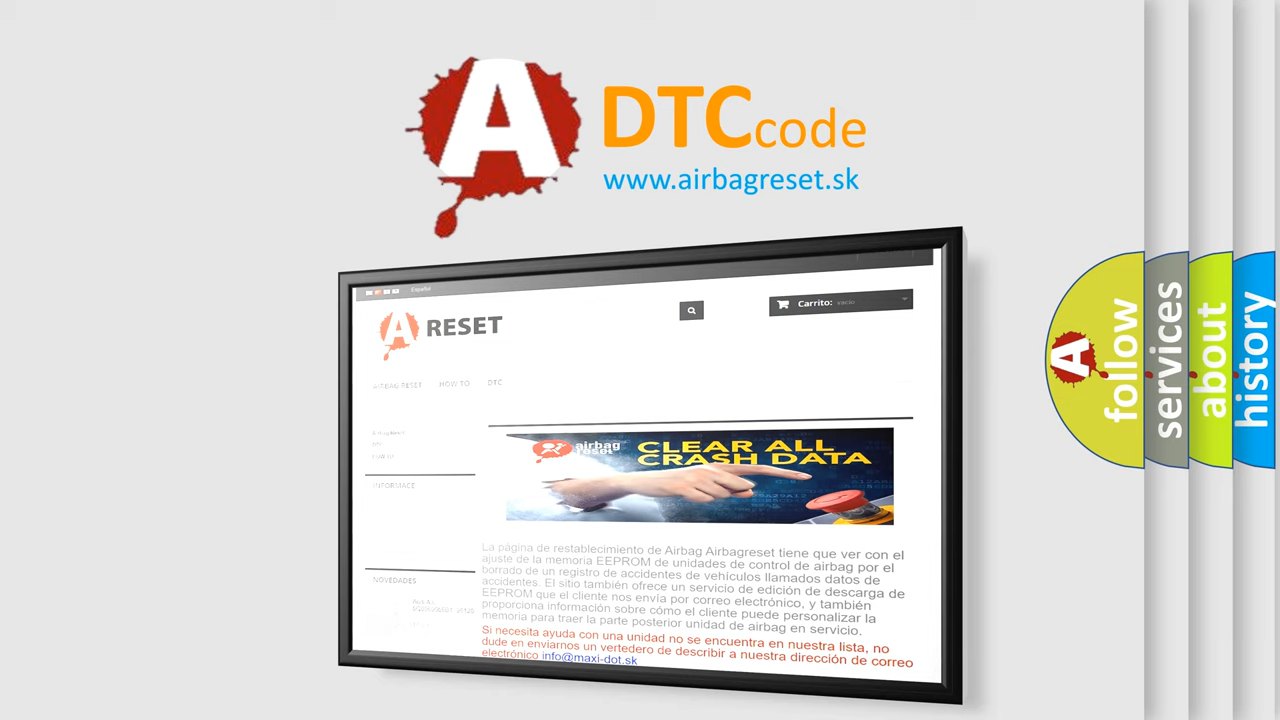 A
DTCcode
www.airbagreset.sk
Español
A RESET
Carrito: vacío
AIRBAG RESET HOW TO DTC
INFORMACE
airbag
reset
CLEAR ALL
CRASH DATA
La página de restablecimiento de Airbag Airbagreset tiene que ver con el
ajuste de la memoria EEPROM de unidades de control de airbag por el
borrado de un registro de accidentes de vehículos llamados datos de
accidentes. El sitio también ofrece un servicio de edición de descarga de
EEPROM que el cliente nos envía por correo electrónico, y también
proporciona información sobre cómo el cliente puede personalizar la
memoria para traer la parte posterior unidad de airbag en servicio.
Si necesita ayuda con una unidad no se encuentra en nuestra lista, no
dude en enviarnos un vertedero de describir a nuestra dirección de correo
electrónico info@maxi-dot.sk
NOVEDADES
A
follow
services
about
history